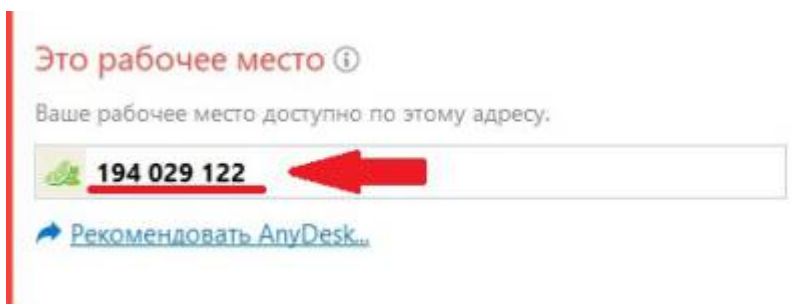 Это рабочее место
Ваше рабочее место доступно по этому адресу.
194 029 122
Рекомендовать AnyDesk...